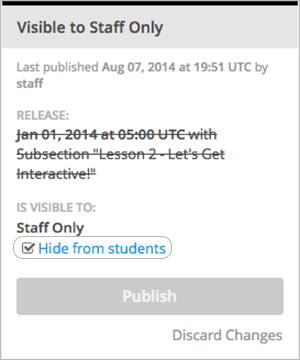 Visible to Staff Only
Last published Aug 07, 2014 at 19:51 UTC by
staff
RELEASE:
Jan 01, 2014 at 05:00 UTC with
Subsection "Lesson 2 - Let's Get
Interactive!"
IS VISIBLE TO:
Staff Only
Hide from students
Publish
Discard Changes